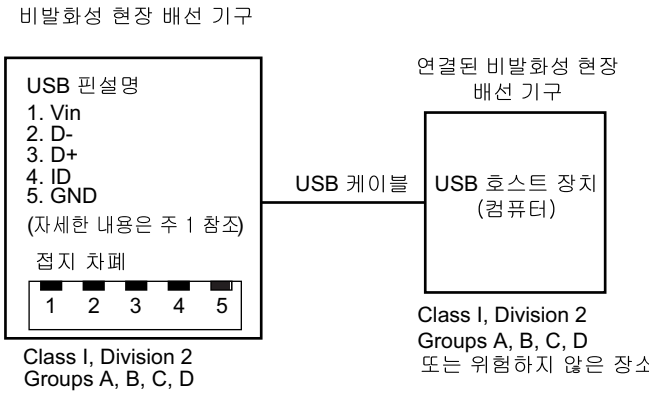 비발화성 현장 배선 기구
USB 핀설명
1. Vin
2. D-
3. D+
4. ID
5. GND
(자세한 내용은 주 1 참조)
접지 차폐
1 2 3 4 5
Class I, Division 2
Groups A, B, C, D
USB 케이블
연결된 비발화성 현장
배선 기구
USB 호스트 장치
(컴퓨터)
Class I, Division 2
Groups A, B, C, D
또는 위험하지 않은 장소